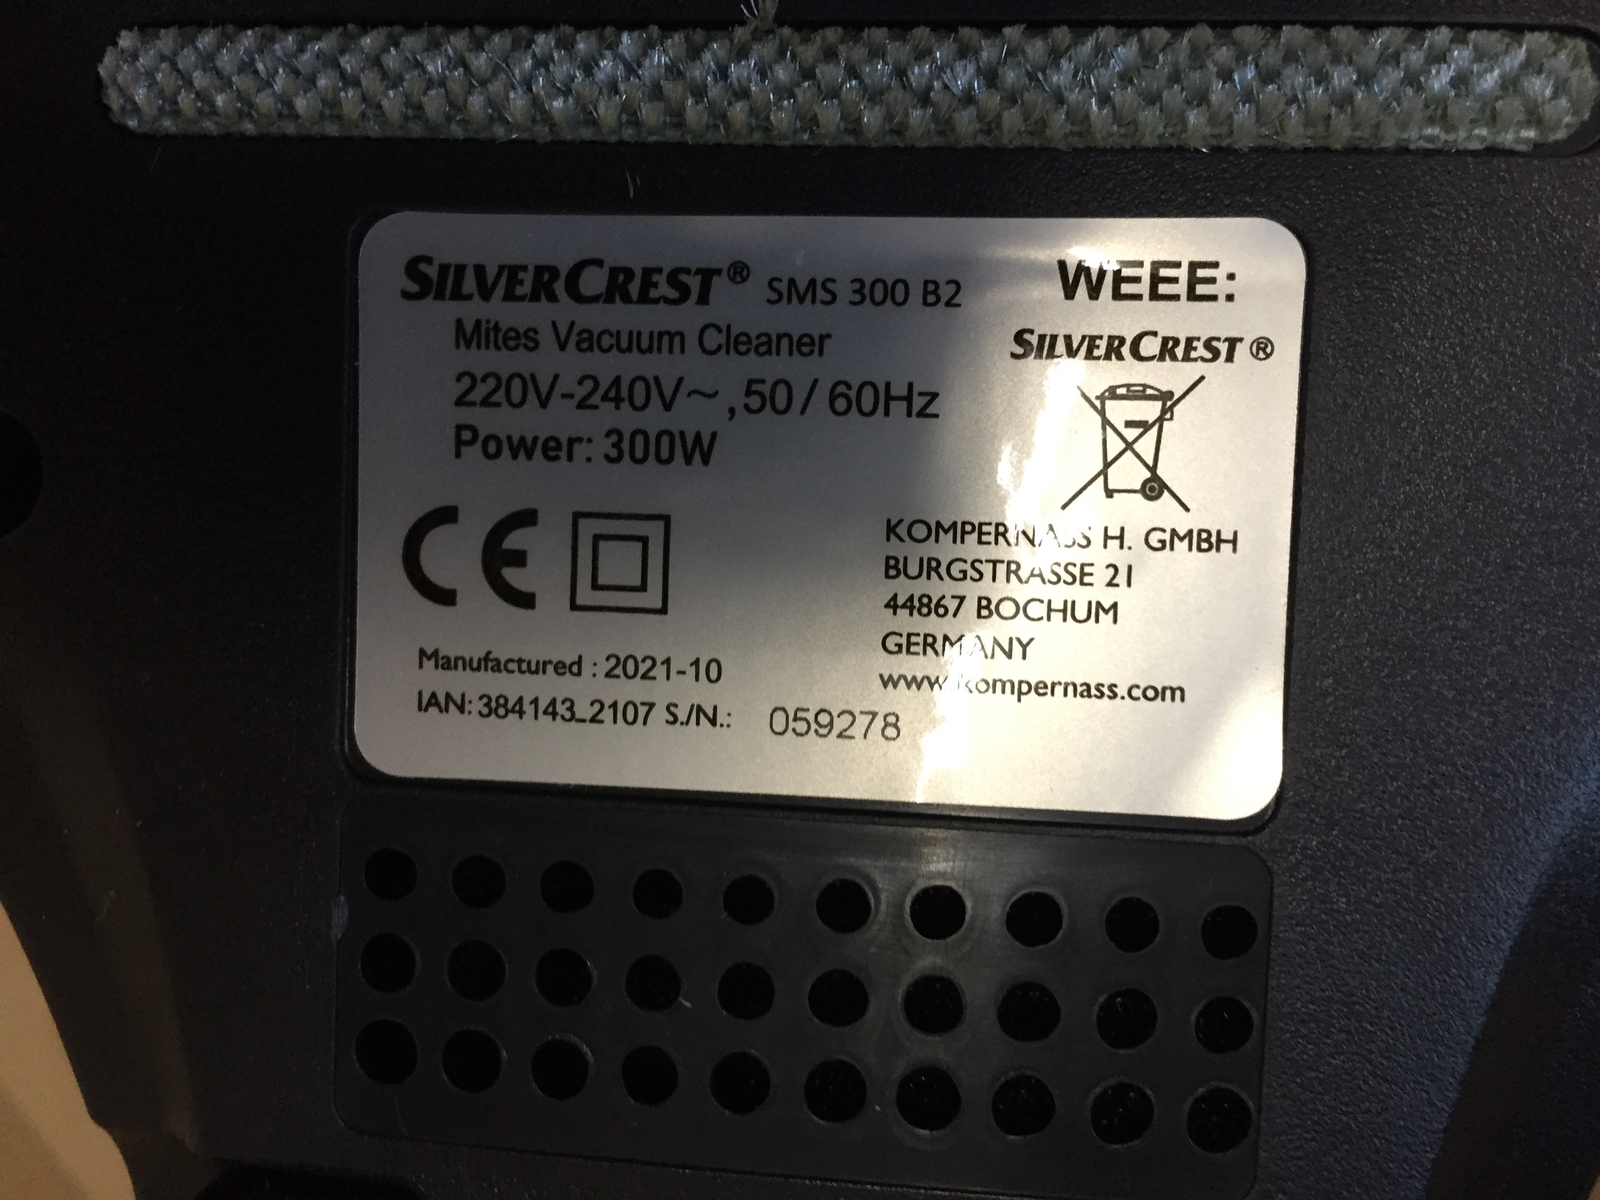 SILVERCREST® SMS 300 B2
Mites Vacuum Cleaner
220V-240V~,50/60Hz
Power: 300W
CE
Manufactured : 2021-10
IAN: 384143_2107 S./N.: 059278
WEEE:
SILVERCREST®
KOMPERNASS H. GMBH
BURGSTRASSE 21
44867 BOCHUM
GERMANY
www.kompernass.com